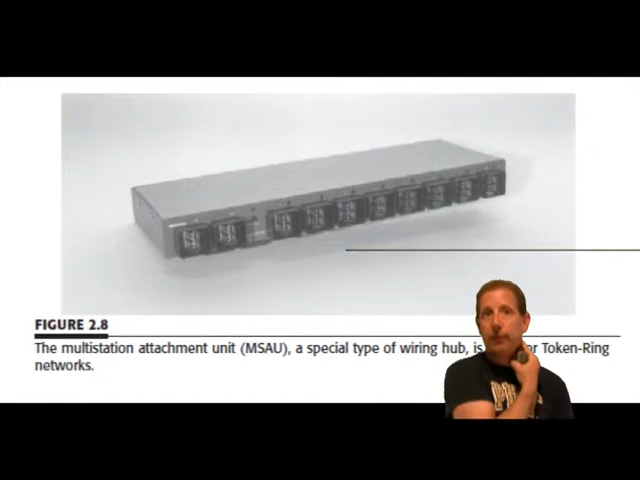 FIGURE 2.8
The multistation attachment unit (MSAU), a special type of wiring hub, is Token-Ring
networks.